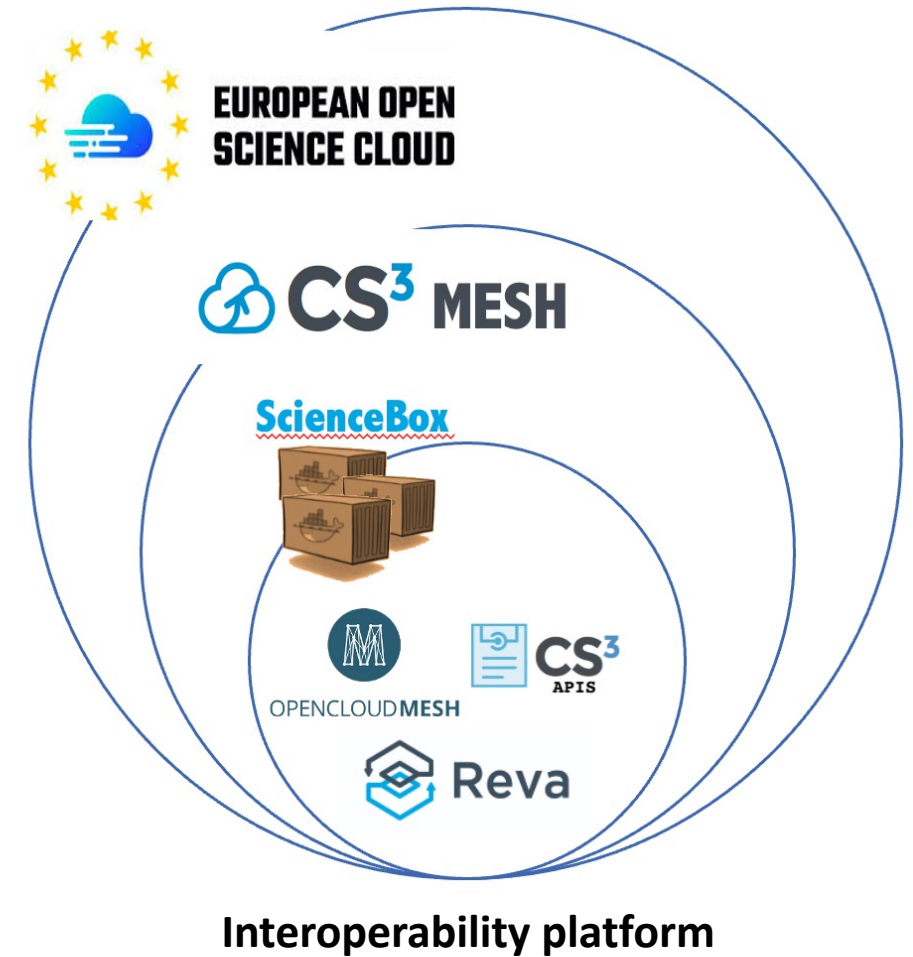 EUROPEAN OPEN
SCIENCE CLOUD
CS³ MESH
ScienceBox
M
OPENCLOUDMESH
CS³
APIS
Reva
Interoperability platform